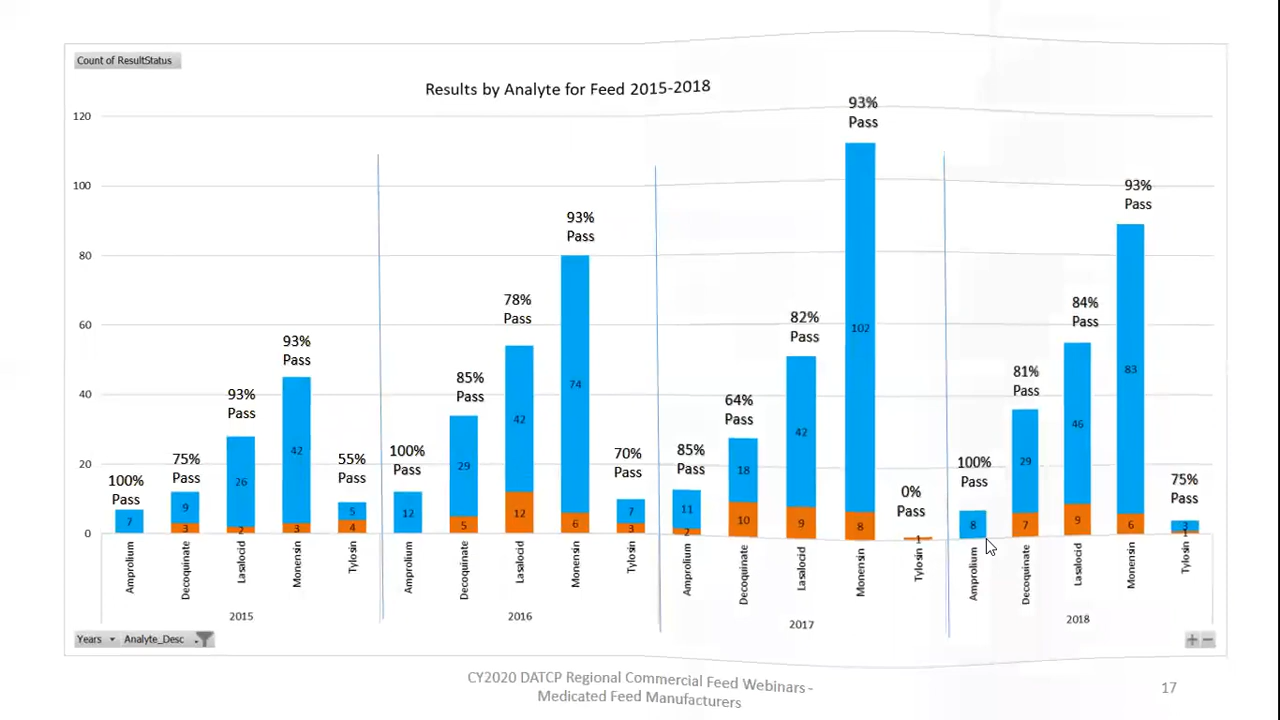 Count of ResultStatus
Results by Analyte for Feed 2015-2018
120
100
80
60
40
20
0
100%
Pass
7
75%
Pass
9
3
93%
Pass
26
2
93%
Pass
42
3
55%
Pass
5
4
100%
Pass
12
85%
Pass
29
5
78%
Pass
42
12
93%
Pass
74
6
70%
Pass
7
3
85%
Pass
11
2
64%
Pass
18
10
82%
Pass
42
9
93%
Pass
102
8
0%
Pass
1
100%
Pass
8
81%
Pass
29
7
84%
Pass
46
9
93%
Pass
83
6
75%
Pass
3
1
Amprolium
Decoquinate
Lasalocid
Monensin
Tylosin
Amprolium
Decoquinate
Lasalocid
Monensin
Tylosin
Amprolium
Decoquinate
Lasalocid
Monensin
Tylosin
Amprolium
Decoquinate
Lasalocid
Monensin
Tylosin
2015
2016
2017
2018
Years
Analyte_Desc
CY2020 DATCP Regional Commercial Feed Webinars -
Medicated Feed Manufacturers
17